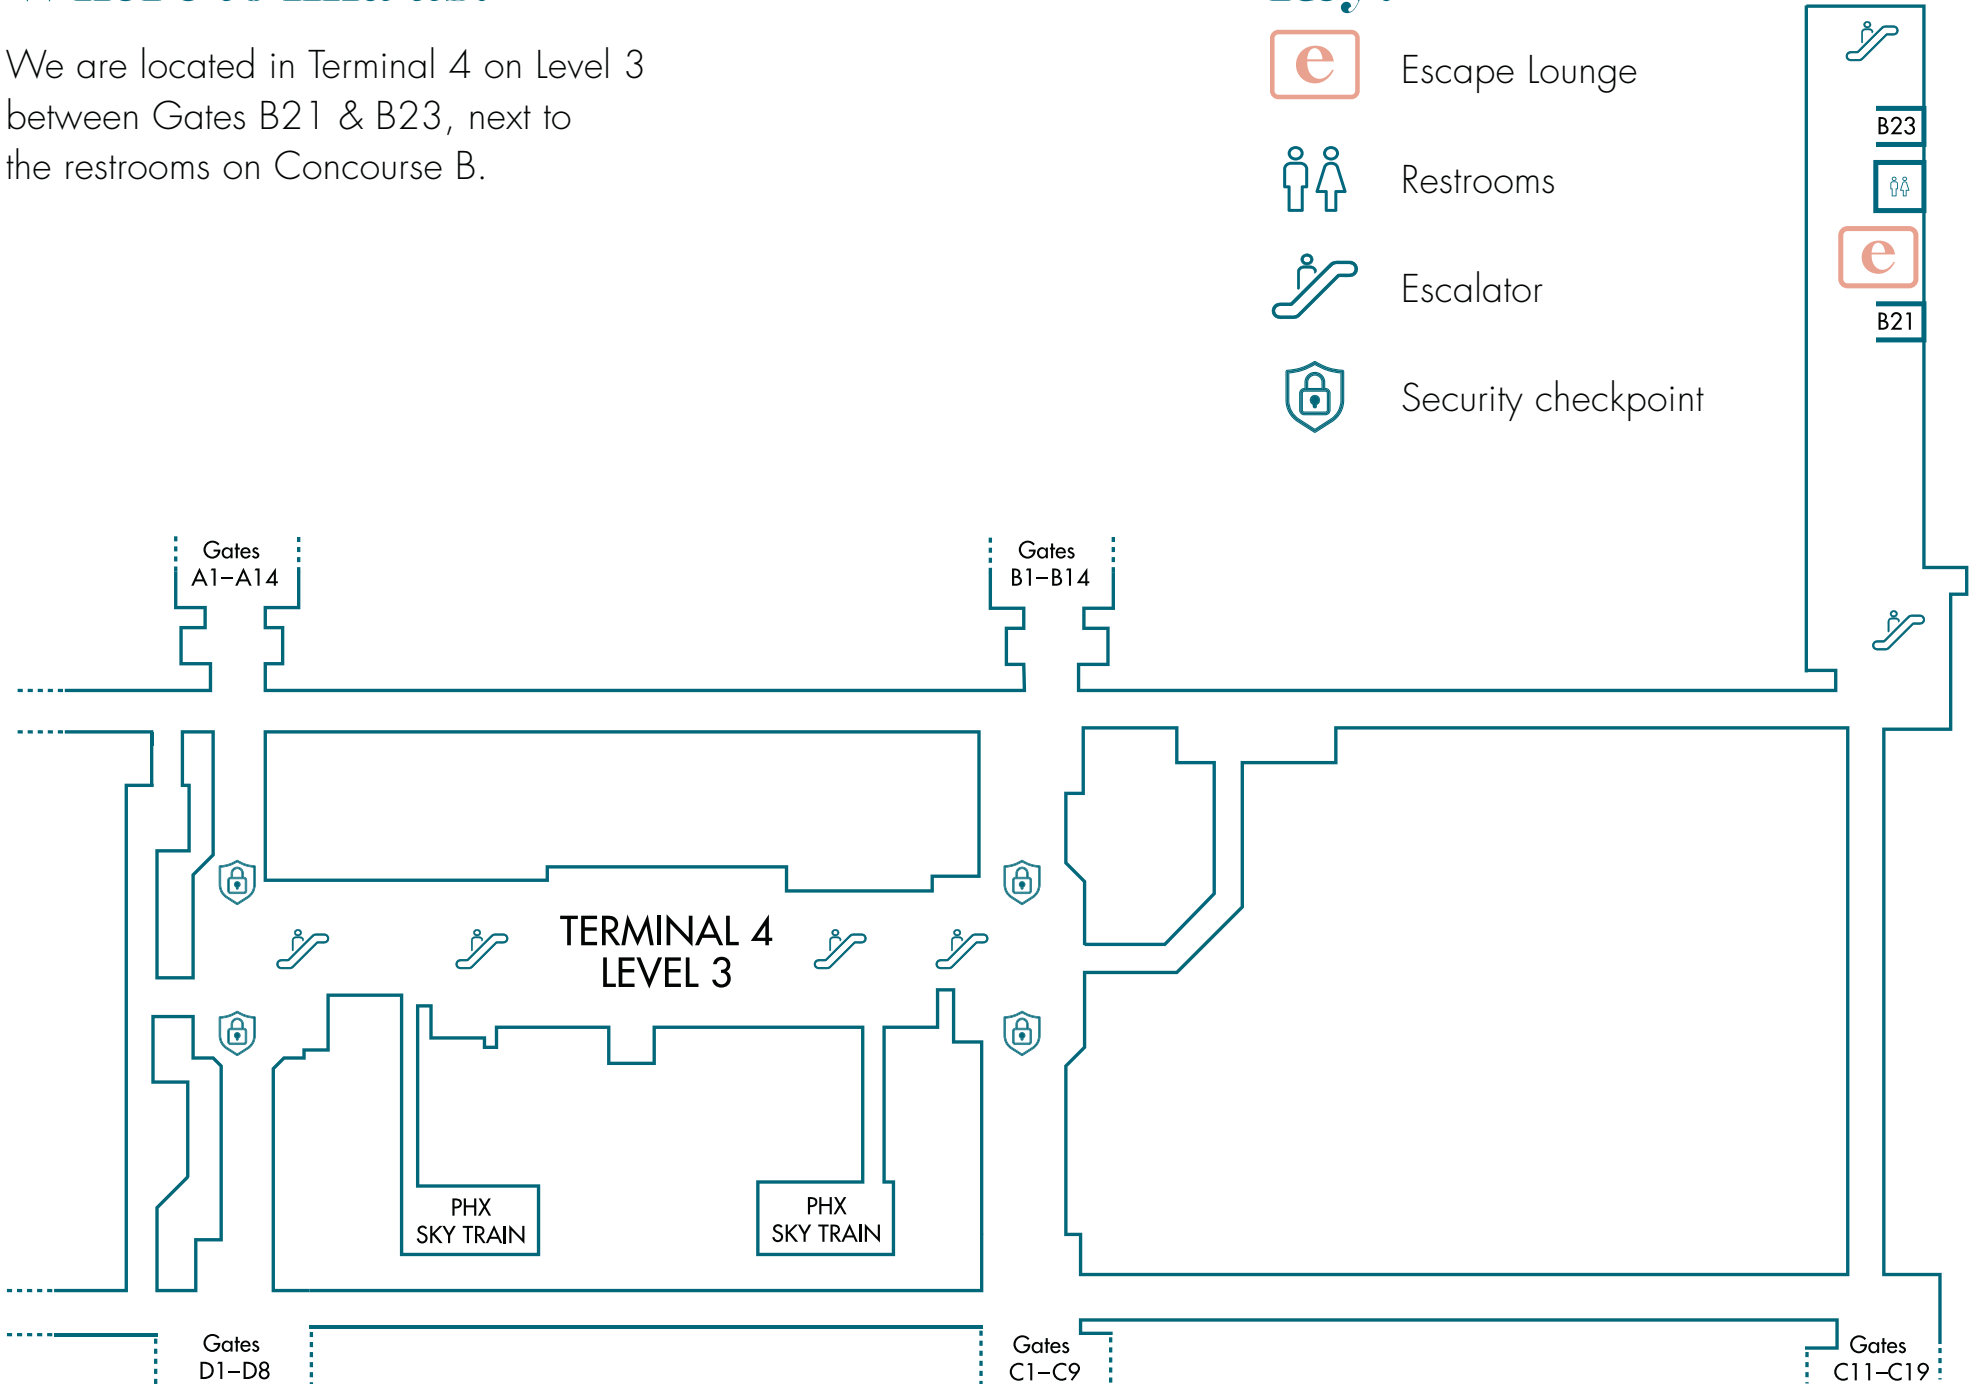 We are located in Terminal 4 on Level 3
between Gates B21 & B23, next to
the restrooms on Concourse B.
e
Escape Lounge
Restrooms
Escalator
Security checkpoint
B23
e
B21
Gates
A1–A14
Gates
B1–B14
TERMINAL 4
LEVEL 3
PHX
SKY TRAIN
PHX
SKY TRAIN
Gates
D1–D8
Gates
C1–C9
Gates
C11–C19